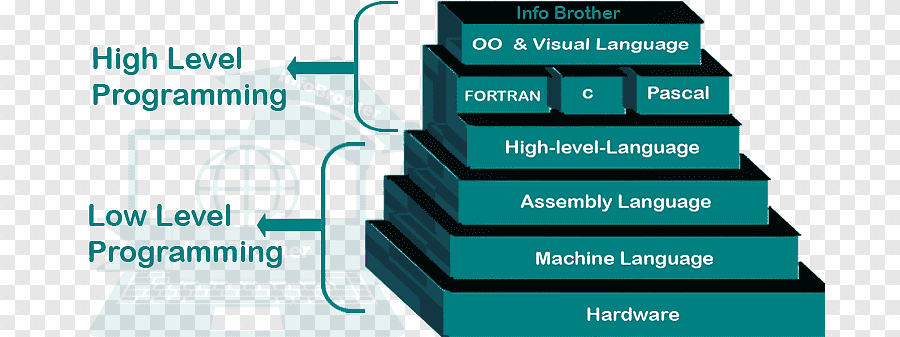 Info Brother
OO & Visual Language
High Level
Programming
FORTRAN
c
Pascal
High-level-Language
Assembly Language
Low Level
Programming
Machine Language
Hardware